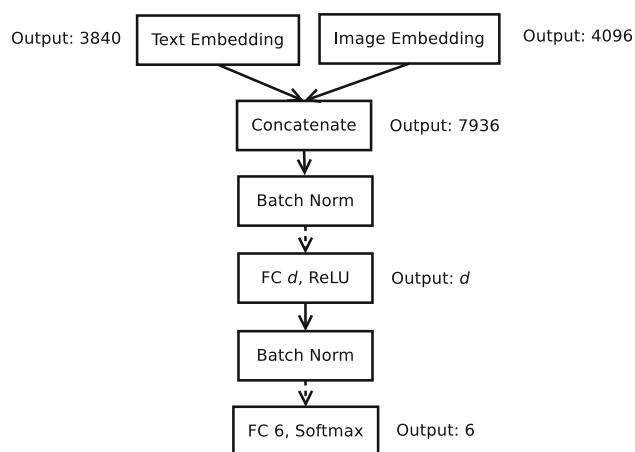 Output: 3840
Text Embedding
Image Embedding
Output: 4096
Concatenate
Output: 7936
Batch Norm
FC d, ReLU
Output: d
Batch Norm
FC 6, Softmax
Output: 6